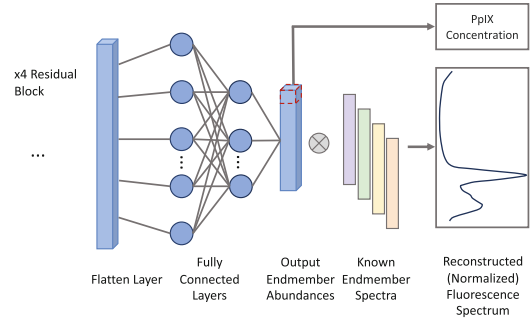 PpIX
Concentration
x4 Residual
Block
...
Flatten Layer
Fully
Connected
Layers
Output
Endmember
Abundances
Known
Endmember
Spectra
Reconstructed
(Normalized)
Fluorescence
Spectrum